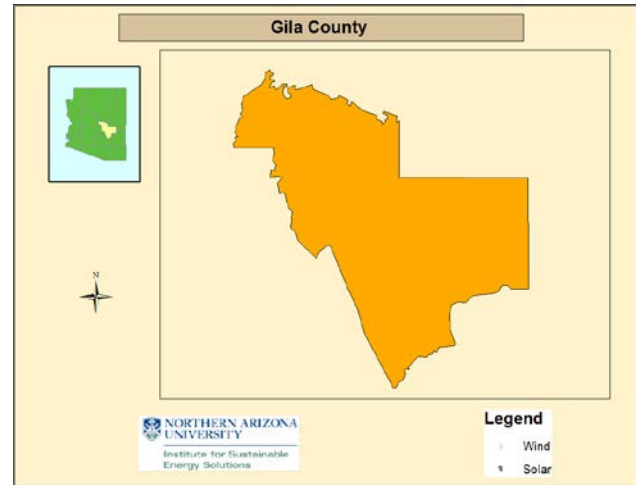 Gila County
N
NORTHERN ARIZONA
UNIVERSITY
Institute for Sustainable
Energy Solutions
Legend
Wind
Solar